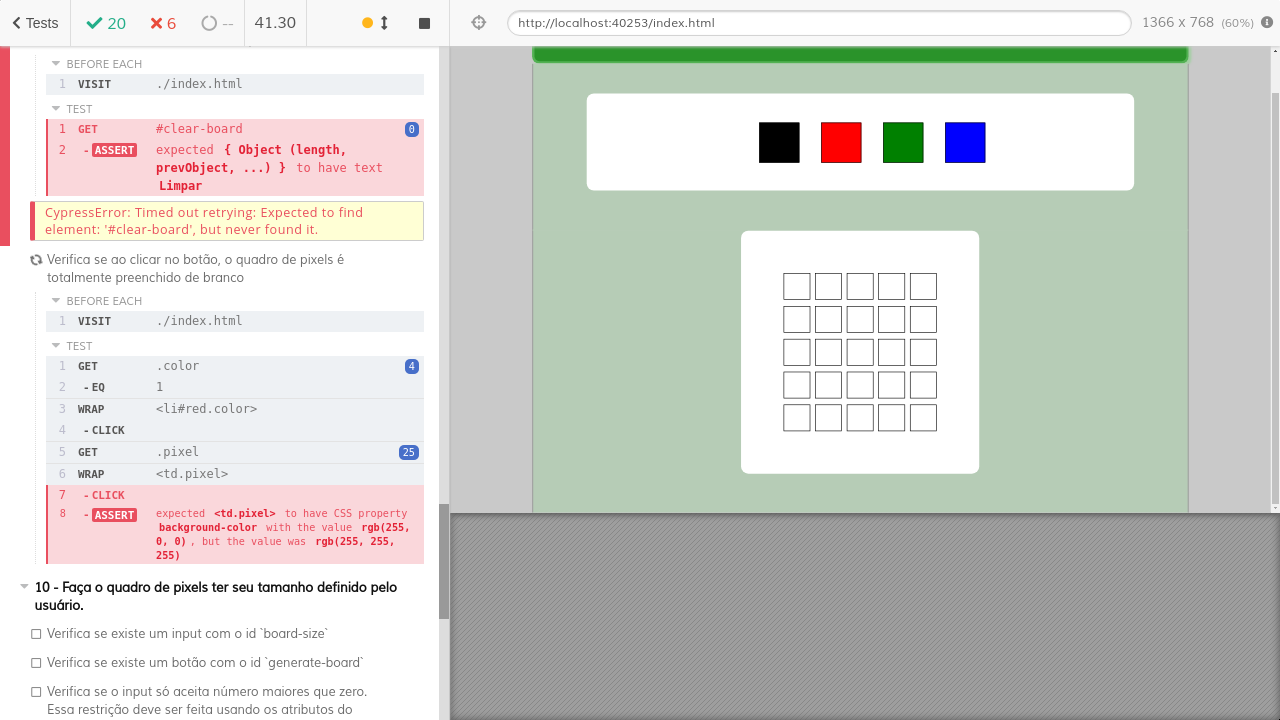 Tests 20 6 -- 41.30
http://localhost:40253/index.html 1366 x 768 (60%)
BEFORE EACH
1 VISIT ./index.html
TEST
1 GET #clear-board 0
2 - ASSERT expected { Object (length,
prevObject, ...) } to have text
Limpar
CypressError: Timed out retrying: Expected to find
element: '#clear-board', but never found it.
Verifica se ao clicar no botão, o quadro de pixels é
totalmente preenchido de branco
BEFORE EACH
1 VISIT ./index.html
TEST
1 GET .color 4
2 - EQ 1
3 WRAP <li#red.color>
4 - CLICK
5 GET .pixel 25
6 WRAP <td.pixel>
7 - CLICK
8 - ASSERT expected <td.pixel> to have CSS property
background-color with the value rgb(255,
0, 0) , but the value was rgb(255, 255,
255)
10 - Faça o quadro de pixels ter seu tamanho definido pelo
usuário.
Verifica se existe um input com o id `board-size`
Verifica se existe um botão com o id `generate-board`
Verifica se o input só aceita número maiores que zero.
Essa restrição deve ser feita usando os atributos do